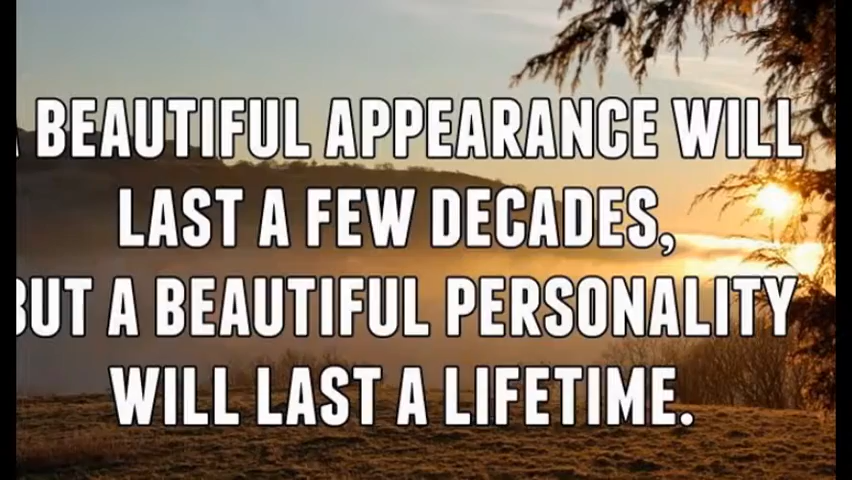 A BEAUTIFUL APPEARANCE WILL
LAST A FEW DECADES,
BUT A BEAUTIFUL PERSONALITY
WILL LAST A LIFETIME.